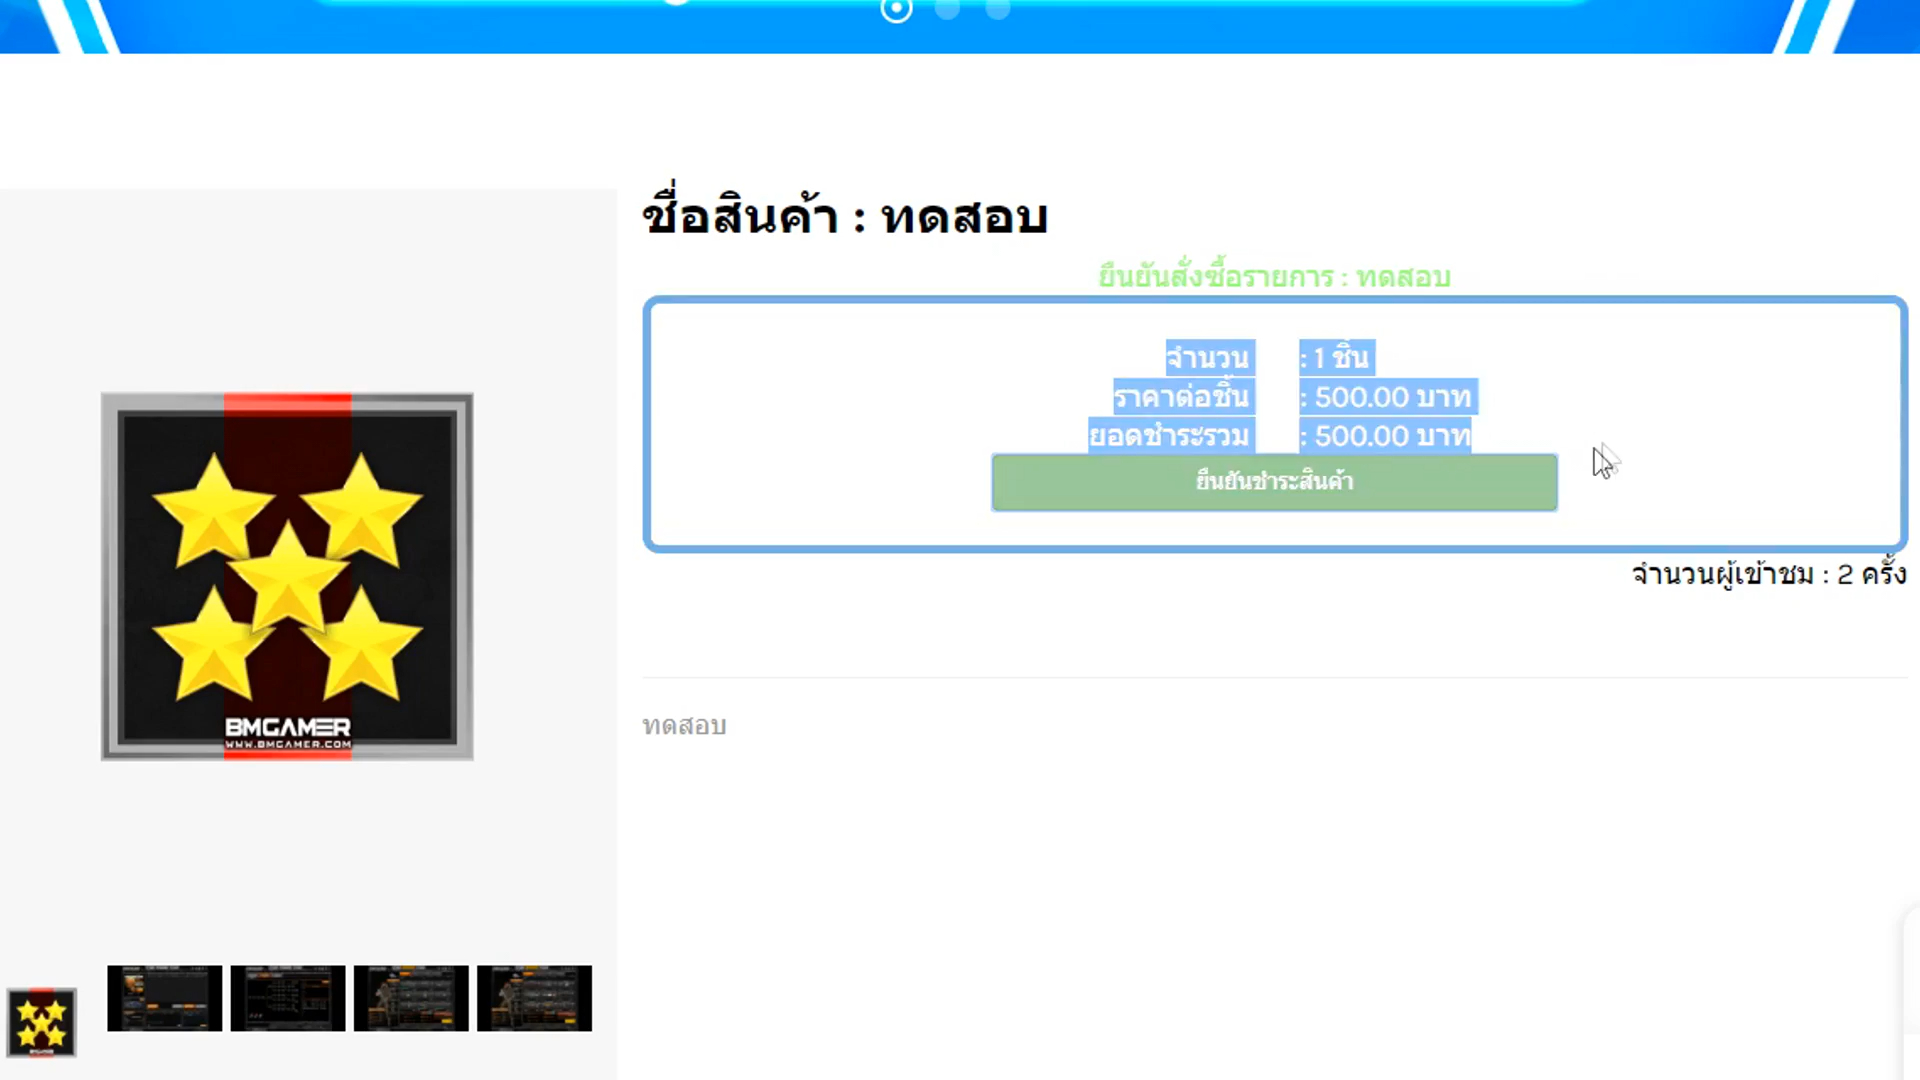 ชื่อสินค้า : ทดสอบ
ยืนยันสั่งซื้อรายการ : ทดสอบ
จำนวน : 1 ชิ้น
ราคาต่อชิ้น : 500.00 บาท
ยอดชำระรวม : 500.00 บาท
ยืนยันชำระสินค้า
จำนวนผู้เข้าชม : 2 ครั้ง
ทดสอบ
BMGAMER
WWW.BMGAMER.COM